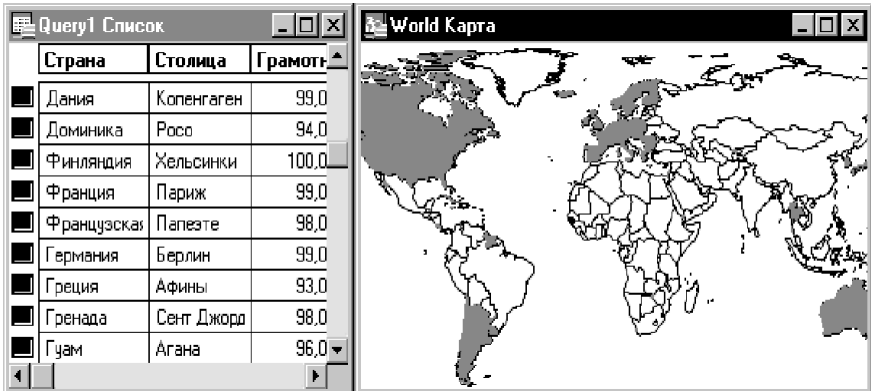 Query1 Список
Страна Столица Грамотн
Дания Копенгаген 99,0
Доминика Росо 94,0
Финляндия Хельсинки 100,0
Франция Париж 99,0
Французская Папеэте 98,0
Германия Берлин 99,0
Греция Афины 93,0
Гренада Сент Джорд 98,0
Гуам Агана 96,0
World Карта